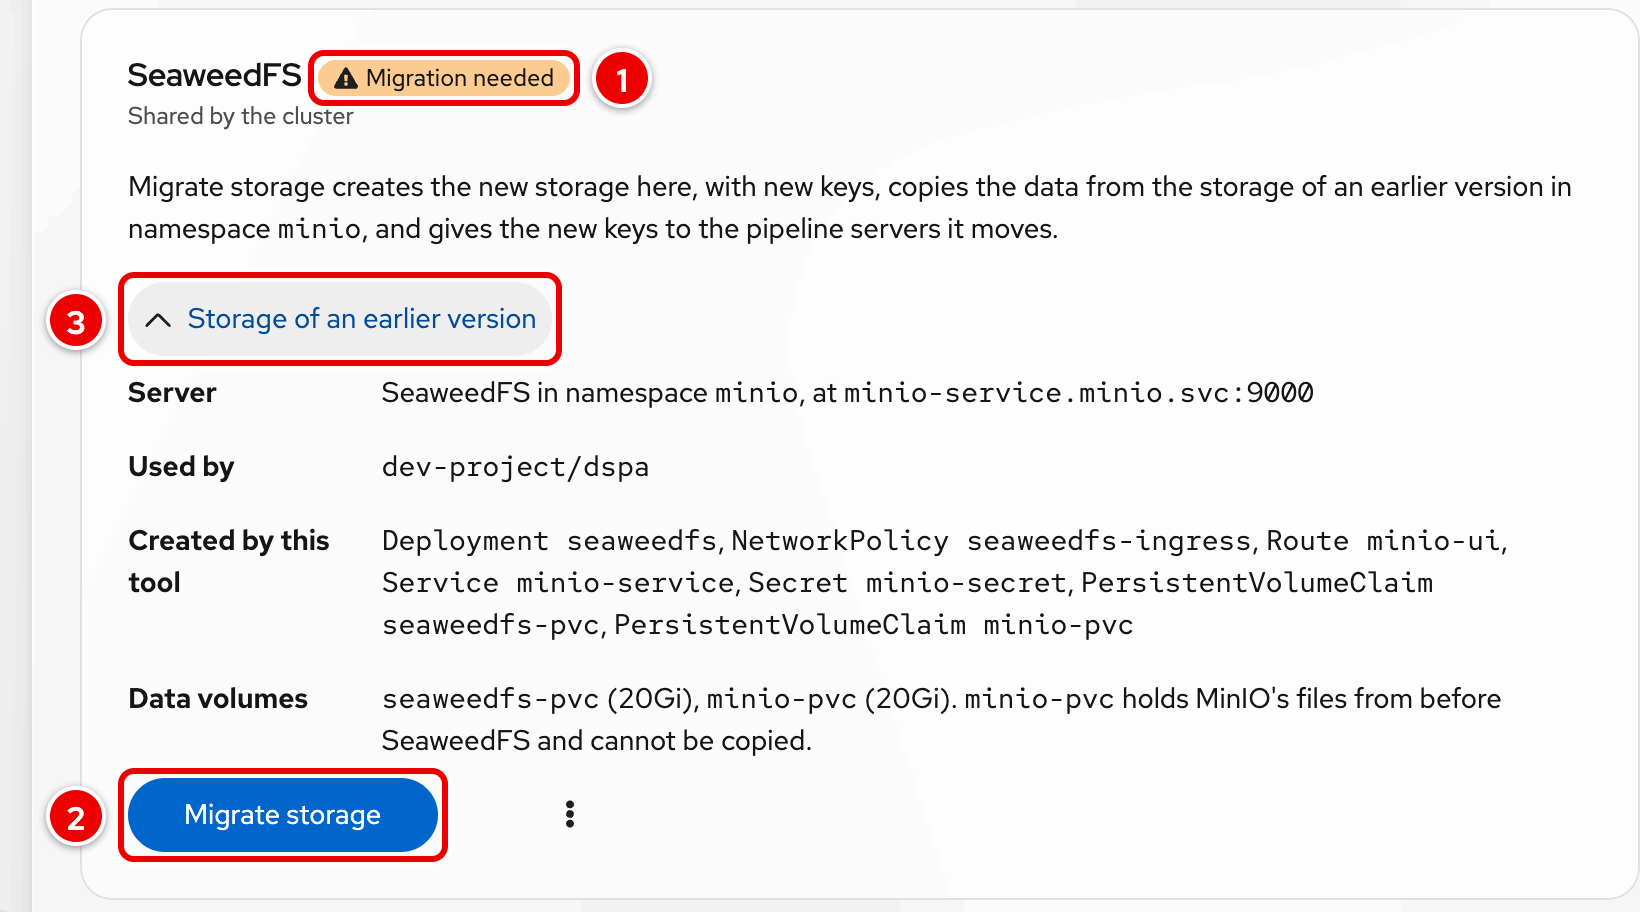 SeaweedFS Migration needed 1
Shared by the cluster
Migrate storage creates the new storage here, with new keys, copies the data from the storage of an earlier version in
namespace minio, and gives the new keys to the pipeline servers it moves.
3 Storage of an earlier version
Server SeaweedFS in namespace minio, at minio-service.minio.svc:9000
Used by dev-project/dspa
Created by this Deployment seaweedfs, NetworkPolicy seaweedfs-ingress, Route minio-ui,
tool Service minio-service, Secret minio-secret, PersistentVolumeClaim
seaweedfs-pvc, PersistentVolumeClaim minio-pvc
Data volumes seaweedfs-pvc (20Gi), minio-pvc (20Gi). minio-pvc holds MinIO's files from before
SeaweedFS and cannot be copied.
2 Migrate storage